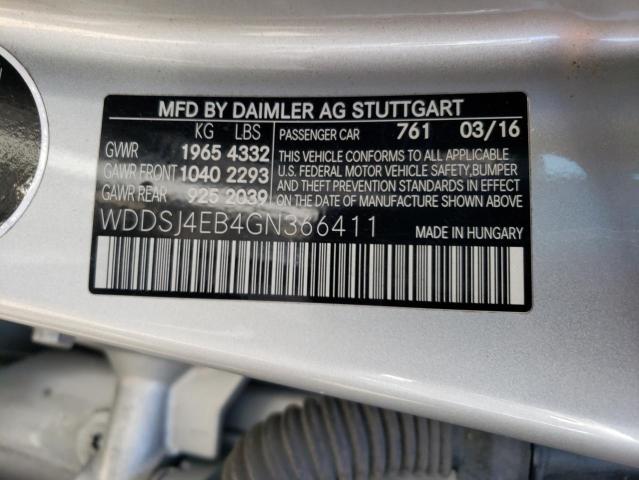 MFD BY DAIMLER AG STUTTGART
KG LBS PASSENGER CAR 761 03/16
GVWR 1965 4332
GAWR FRONT 1040 2293
GAWR REAR 925 2039
THIS VEHICLE CONFORMS TO ALL APPLICABLE
U.S. FEDERAL MOTOR VEHICLE SAFETY, BUMPER
AND THEFT PREVENTION STANDARDS IN EFFECT
ON THE DATE OF MANUFACTURE SHOWN ABOVE
WDDSJ4EB4GN366411
MADE IN HUNGARY